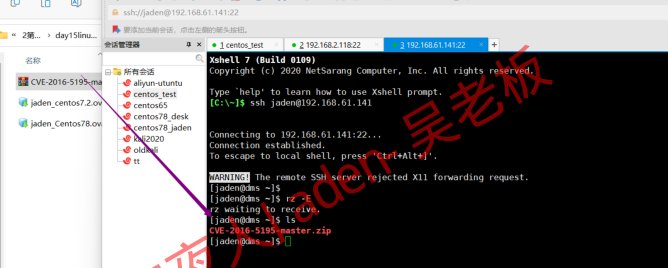 ssh://jaden@192.168.61.141:22
要添加当前会话，点击左侧的箭头按钮。
2第...
day15linu...
会话管理器
1 centos_test
2 192.168.2.118:22
3 192.168.61.141:22
名称
CVE-2016-5195-ma
jaden_Centos7.2.ov
jaden_Centos78.ova
所有会话
aliyun-utuntu
centos_test
centos65
centos78_desk
centos78_jaden
kali2020
oldkali
tt
Xshell 7 (Build 0109)
Copyright (c) 2020 NetSarang Computer, Inc. All rights reserved.
Type `help' to learn how to use Xshell prompt.
[C:\~]$ ssh jaden@192.168.61.141
Connecting to 192.168.61.141:22...
Connection established.
To escape to local shell, press 'Ctrl+Alt+]'.
WARNING! The remote SSH server rejected X11 forwarding request.
[jaden@dms ~]$
[jaden@dms ~]$ rz -E
rz waiting to receive.
[jaden@dms ~]$ ls
CVE-2016-5195-master.zip
[jaden@dms ~]$
jaden-吴老板